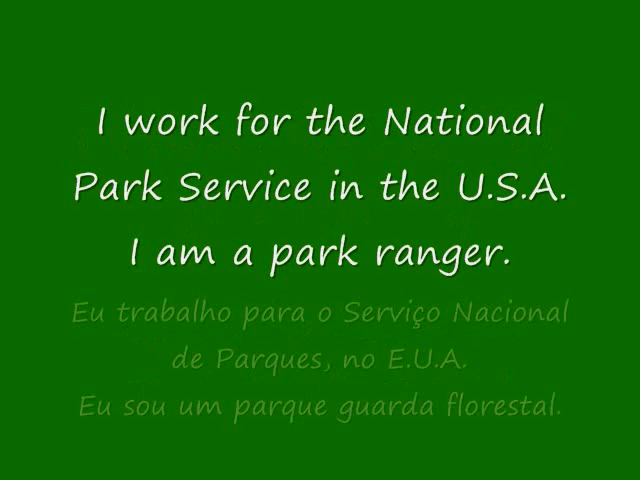 I work for the National
Park Service in the U.S.A.
I am a park ranger.
Eu trabalho para o Serviço Nacional
de Parques, no E.U.A.
Eu sou um parque guarda florestal.